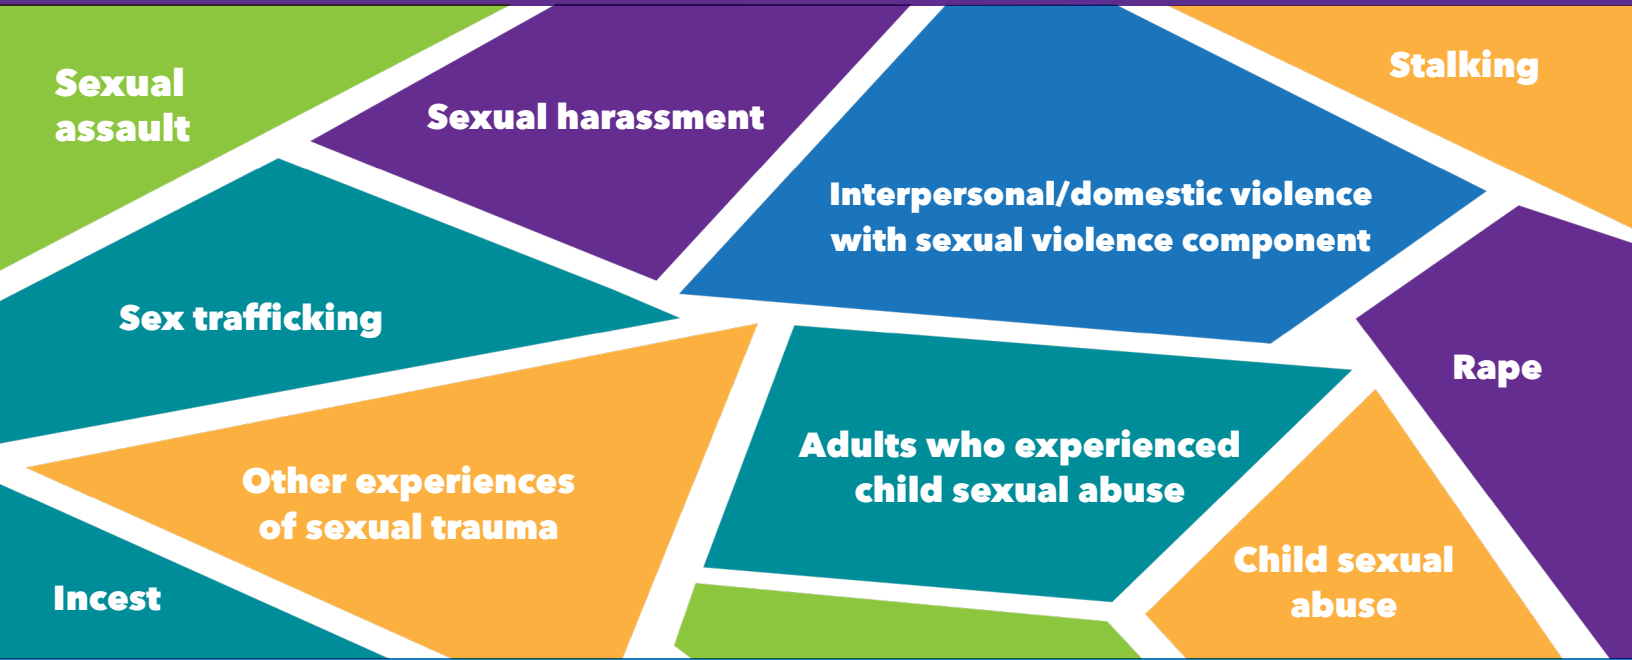 Sexual
assault
Sexual harassment
Stalking
Interpersonal/domestic violence
with sexual violence component
Sex trafficking
Rape
Adults who experienced
child sexual abuse
Other experiences
of sexual trauma
Child sexual
abuse
Incest